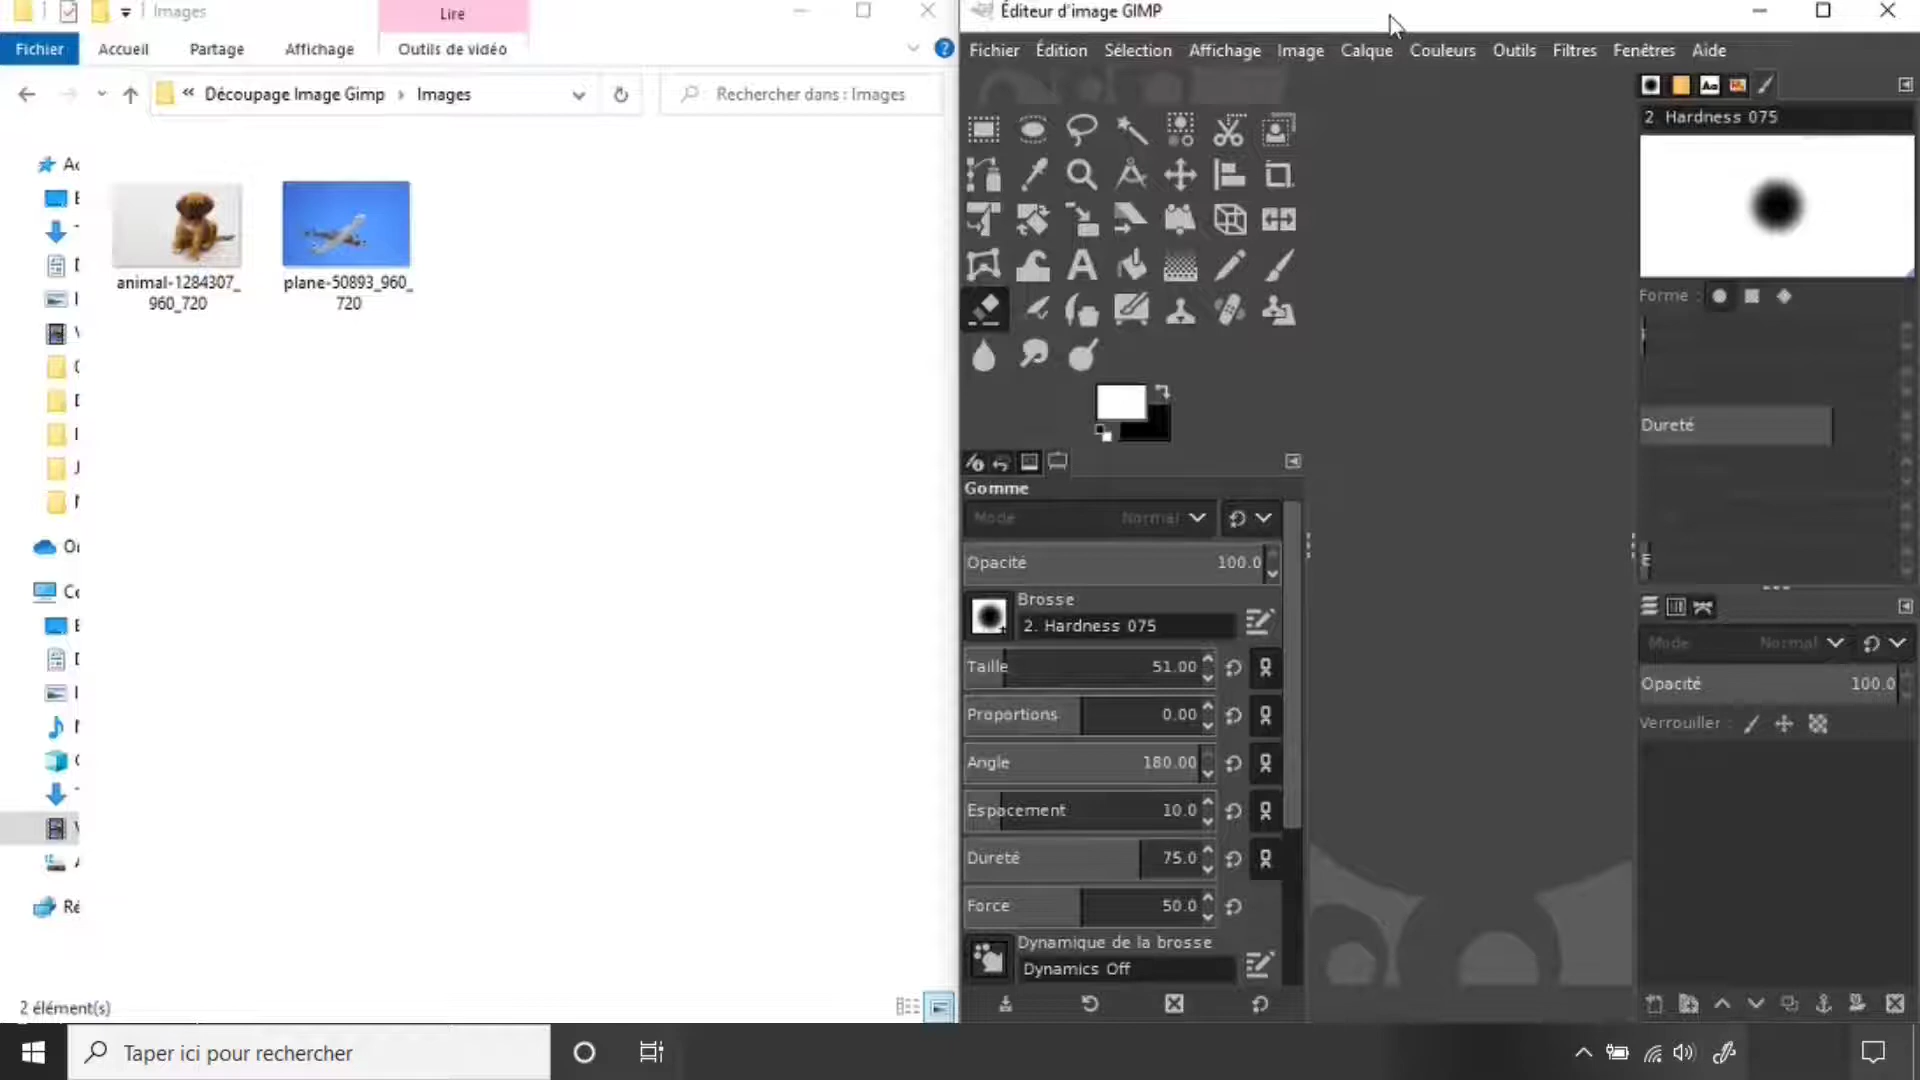 Images
Lire
Fichier
Accueil
Partage
Affichage
Outils de vidéo
Découpage Image Gimp
Images
Rechercher dans : Images
animal-1284307_
960_720
plane-50893_960_
720
2 élément(s)
Éditeur d'image GIMP
Fichier
Édition
Sélection
Affichage
Image
Calque
Couleurs
Outils
Filtres
Fenêtres
Aide
Gomme
Mode
Normal
Opacité
100.0
Brosse
2. Hardness 075
Taille
51.00
Proportions
0.00
Angle
180.00
Espacement
10.0
Dureté
75.0
Force
50.0
Dynamique de la brosse
Dynamics Off
2. Hardness 075
Forme :
Dureté
Mode
Normal
Opacité
100.0
Verrouiller :
Taper ici pour rechercher